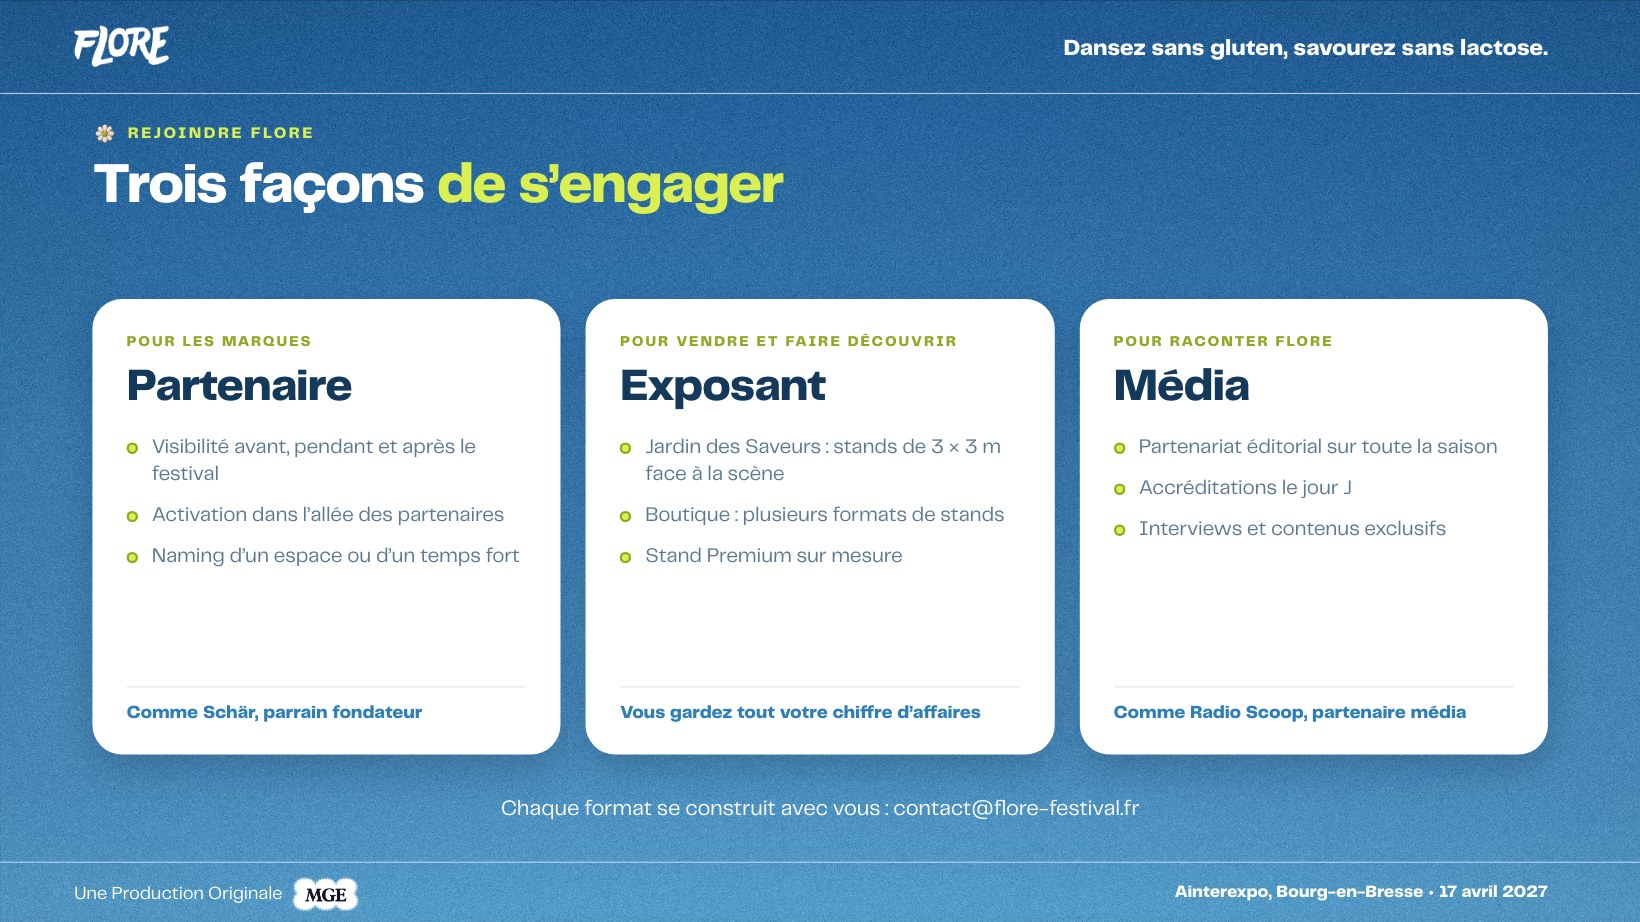 FLORE
Dansez sans gluten, savourez sans lactose.
REJOINDRE FLORE
Trois façons de s’engager
POUR LES MARQUES
Partenaire
Visibilité avant, pendant et après le
festival
Activation dans l’allée des partenaires
Naming d’un espace ou d’un temps fort
Comme Schär, parrain fondateur
POUR VENDRE ET FAIRE DÉCOUVRIR
Exposant
Jardin des Saveurs : stands de 3 × 3 m
face à la scène
Boutique : plusieurs formats de stands
Stand Premium sur mesure
Vous gardez tout votre chiffre d’affaires
POUR RACONTER FLORE
Média
Partenariat éditorial sur toute la saison
Accréditations le jour J
Interviews et contenus exclusifs
Comme Radio Scoop, partenaire média
Chaque format se construit avec vous : contact@flore-festival.fr
Une Production Originale MGE
Ainterexpo, Bourg-en-Bresse • 17 avril 2027